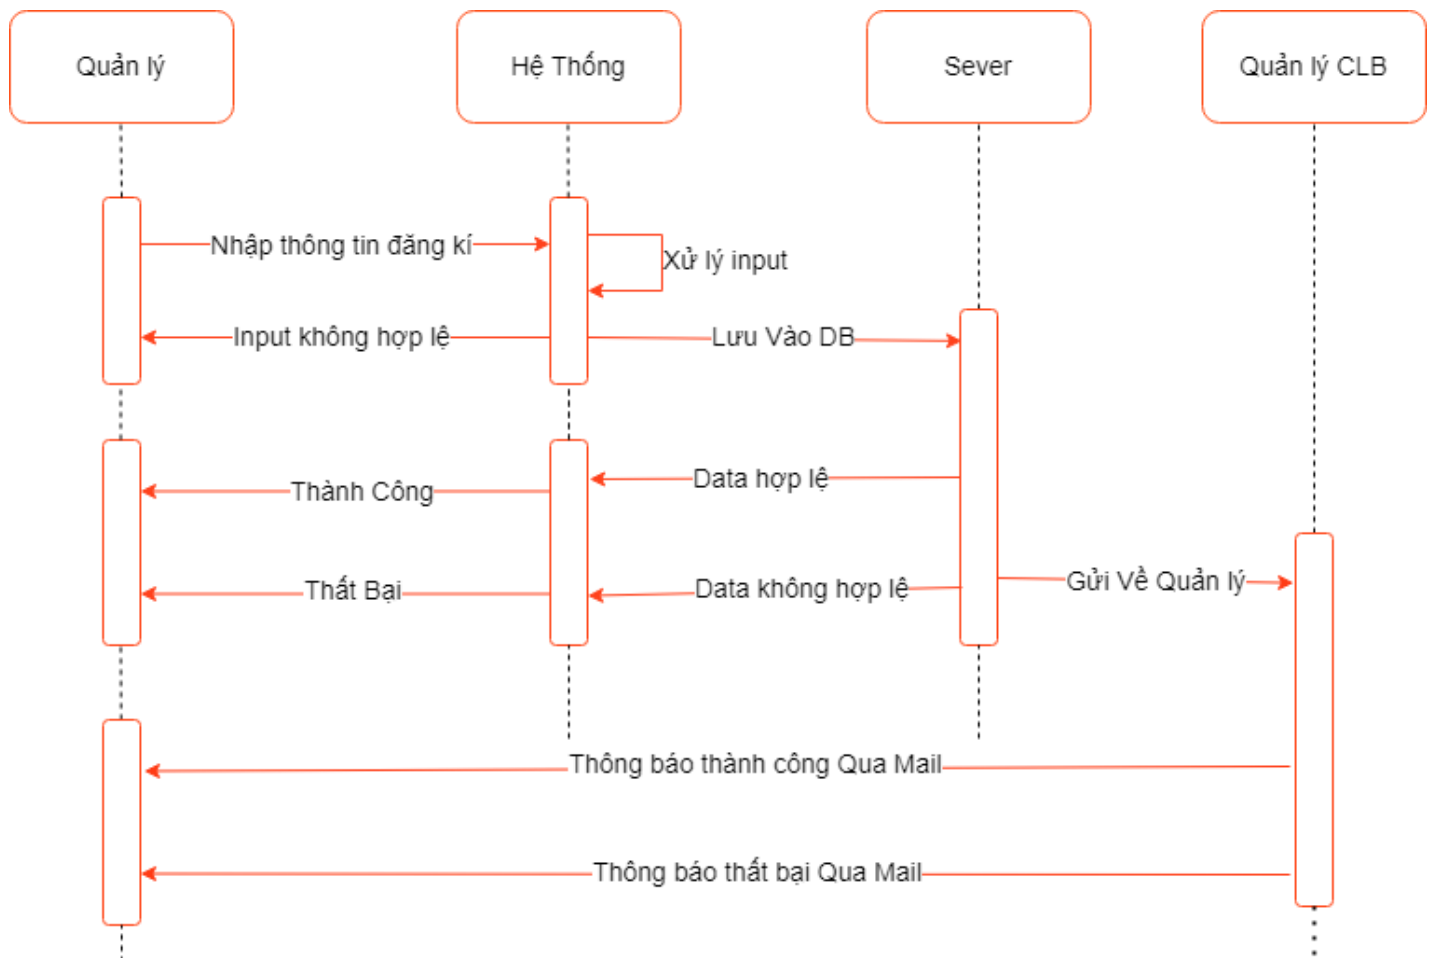 Quản lý
Hệ Thống
Sever
Quản lý CLB
Nhập thông tin đăng kí
Xử lý input
Input không hợp lệ
Lưu Vào DB
Data hợp lệ
Thành Công
Gửi Về Quản lý
Data không hợp lệ
Thất Bại
Thông báo thành công Qua Mail
Thông báo thất bại Qua Mail